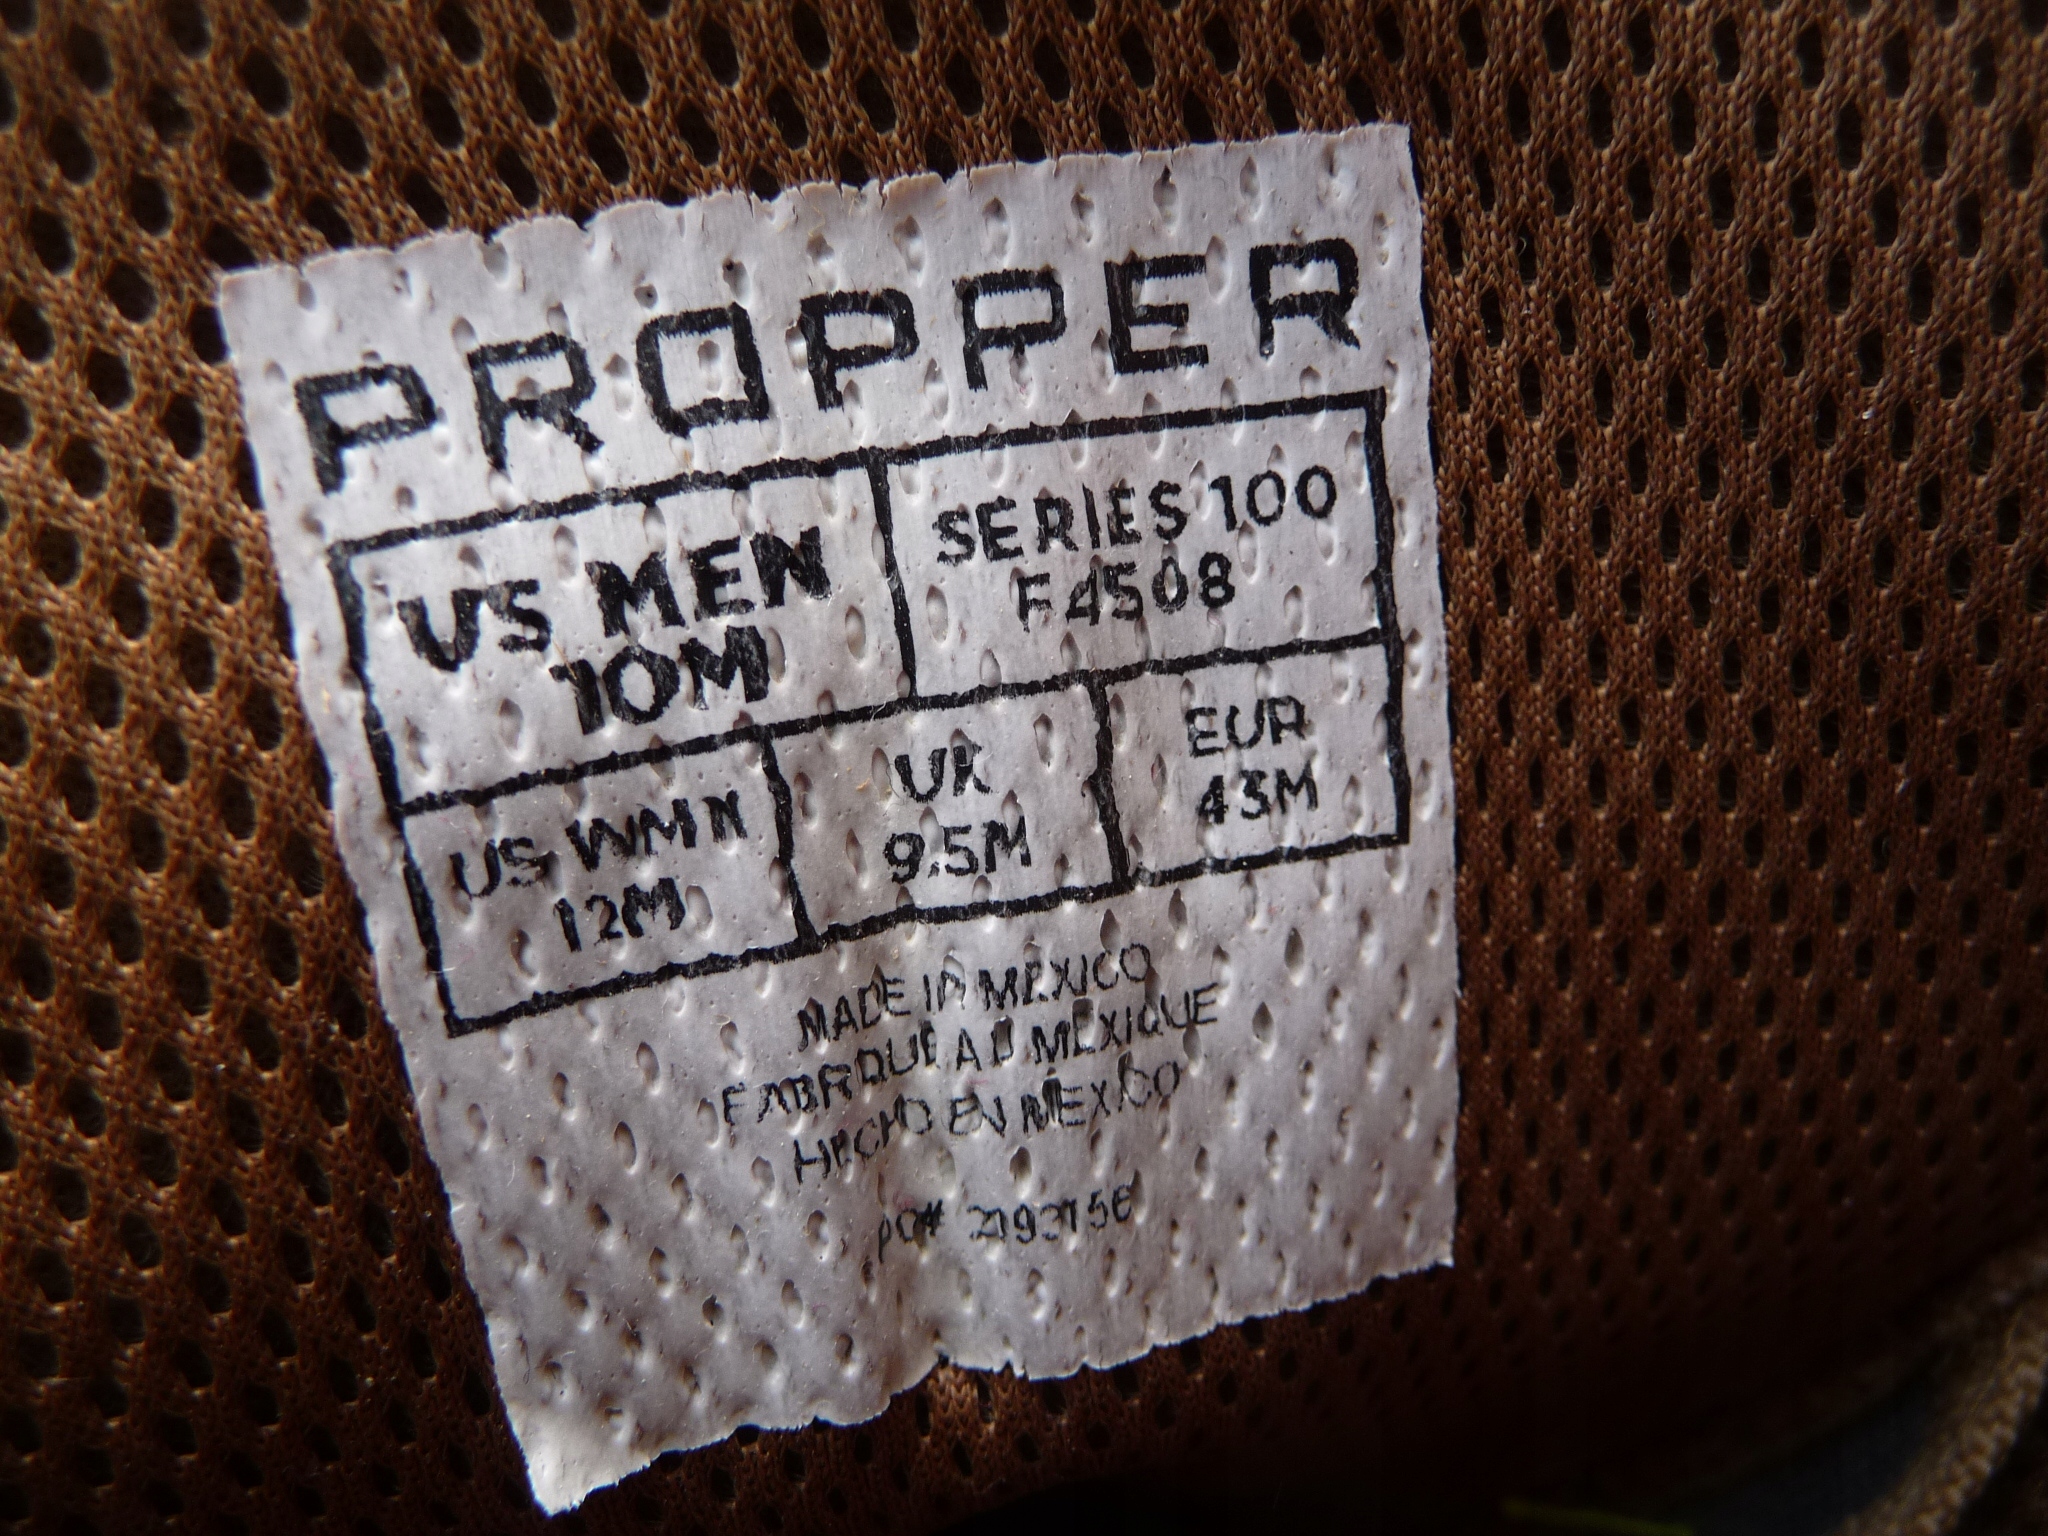 PROPPER
US MEN
10M
SERIES 100
F4508
US WMN
12M
UK
9.5M
EUR
43M
MADE IN MEXICO
FABRIQUE AU MEXIQUE
HECHO EN MEXICO
PO#